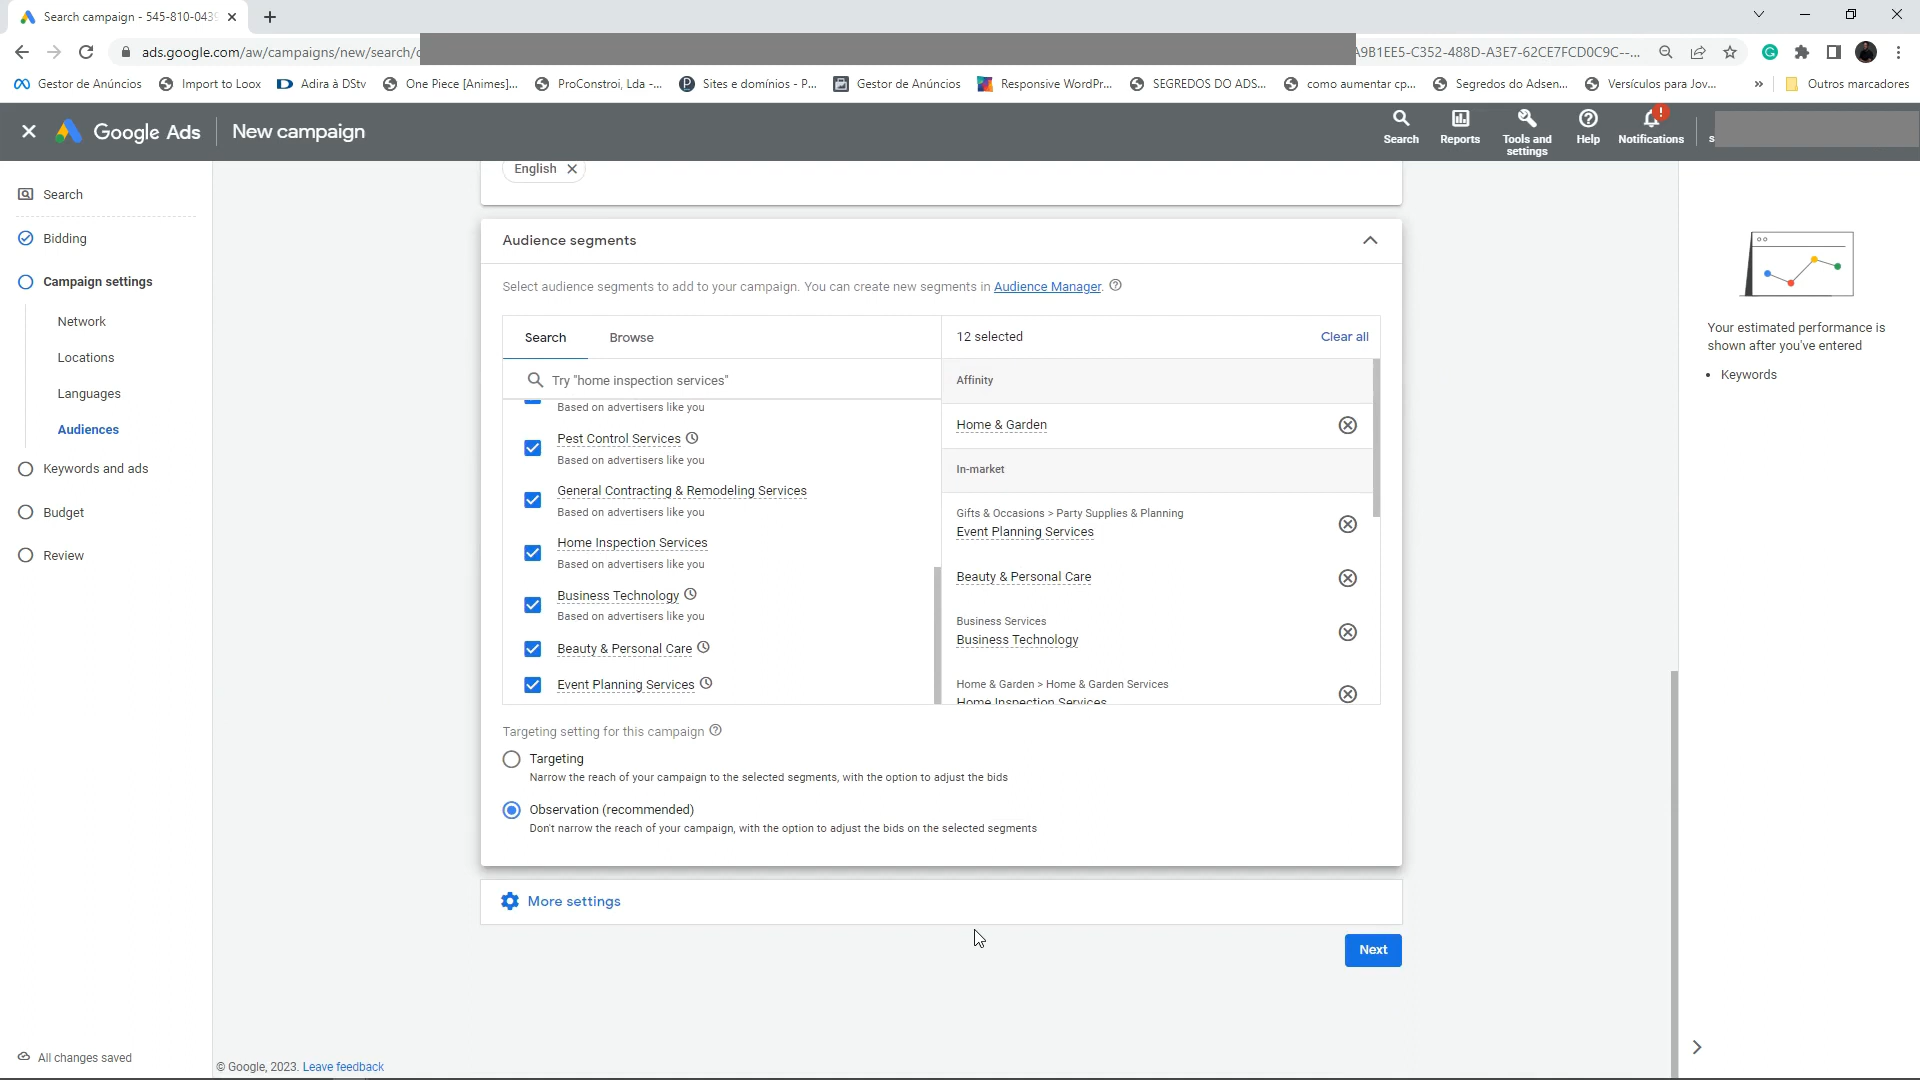 Search campaign - 545-810-0439
ads.google.com/aw/campaigns/new/search/c
A9B1EE5-C352-488D-A3E7-62CE7FCD0C9C--...
Gestor de Anúncios
Import to Loox
Adira à DStv
One Piece [Animes]...
ProConstroi, Lda -...
Sites e domínios - P...
Gestor de Anúncios
Responsive WordPr...
SEGREDOS DO ADS...
como aumentar cp...
Segredos do Adsen...
Versículos para Jov...
»
Outros marcadores
Google Ads
New campaign
Search
Reports
Tools and
settings
Help
Notifications
s
English
Search
Bidding
Campaign settings
Network
Locations
Languages
Audiences
Keywords and ads
Budget
Review
All changes saved
Audience segments
Select audience segments to add to your campaign. You can create new segments in Audience Manager.
Search
Browse
Try "home inspection services"
Based on advertisers like you
Pest Control Services
Based on advertisers like you
General Contracting & Remodeling Services
Based on advertisers like you
Home Inspection Services
Based on advertisers like you
Business Technology
Based on advertisers like you
Beauty & Personal Care
Event Planning Services
12 selected
Clear all
Affinity
Home & Garden
In-market
Gifts & Occasions > Party Supplies & Planning
Event Planning Services
Beauty & Personal Care
Business Services
Business Technology
Home & Garden > Home & Garden Services
Home Inspection Services
Targeting setting for this campaign
Targeting
Narrow the reach of your campaign to the selected segments, with the option to adjust the bids
Observation (recommended)
Don't narrow the reach of your campaign, with the option to adjust the bids on the selected segments
More settings
Next
Your estimated performance is
shown after you've entered
• Keywords
© Google, 2023. Leave feedback